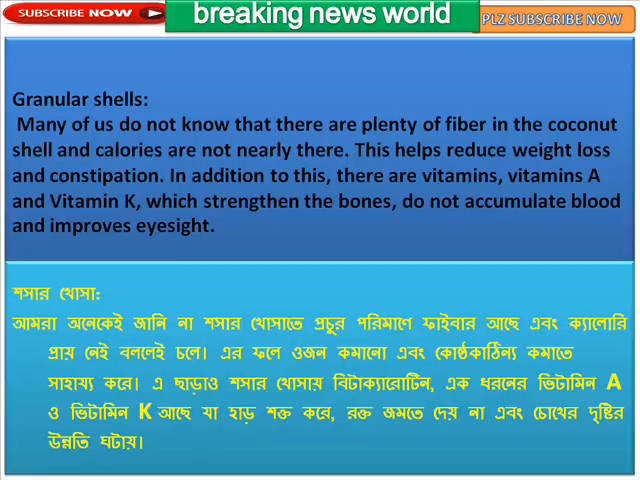 SUBSCRIBE NOW
breaking news world
PLZ SUBSCRIBE NOW
Granular shells:
Many of us do not know that there are plenty of fiber in the coconut
shell and calories are not nearly there. This helps reduce weight loss
and constipation. In addition to this, there are vitamins, vitamins A
and Vitamin K, which strengthen the bones, do not accumulate blood
and improves eyesight.
শসার খোসা:
আমরা অনেকেই জানি না শসার খোসাতে প্রচুর পরিমাণে ফাইবার আছে এবং ক্যালোরি
প্রায় নেই বললেই চলে। এর ফলে ওজন কমানো এবং কোষ্ঠকাঠিন্য কমাতে
সাহায্য করে। এ ছাড়াও শসার খোসায় বিটাক্যারোটিন, এক ধরনের ভিটামিন A
ও ভিটামিন K আছে যা হাড় শক্ত করে, রক্ত জমতে দেয় না এবং চোখের দৃষ্টির
উন্নতি ঘটায়।